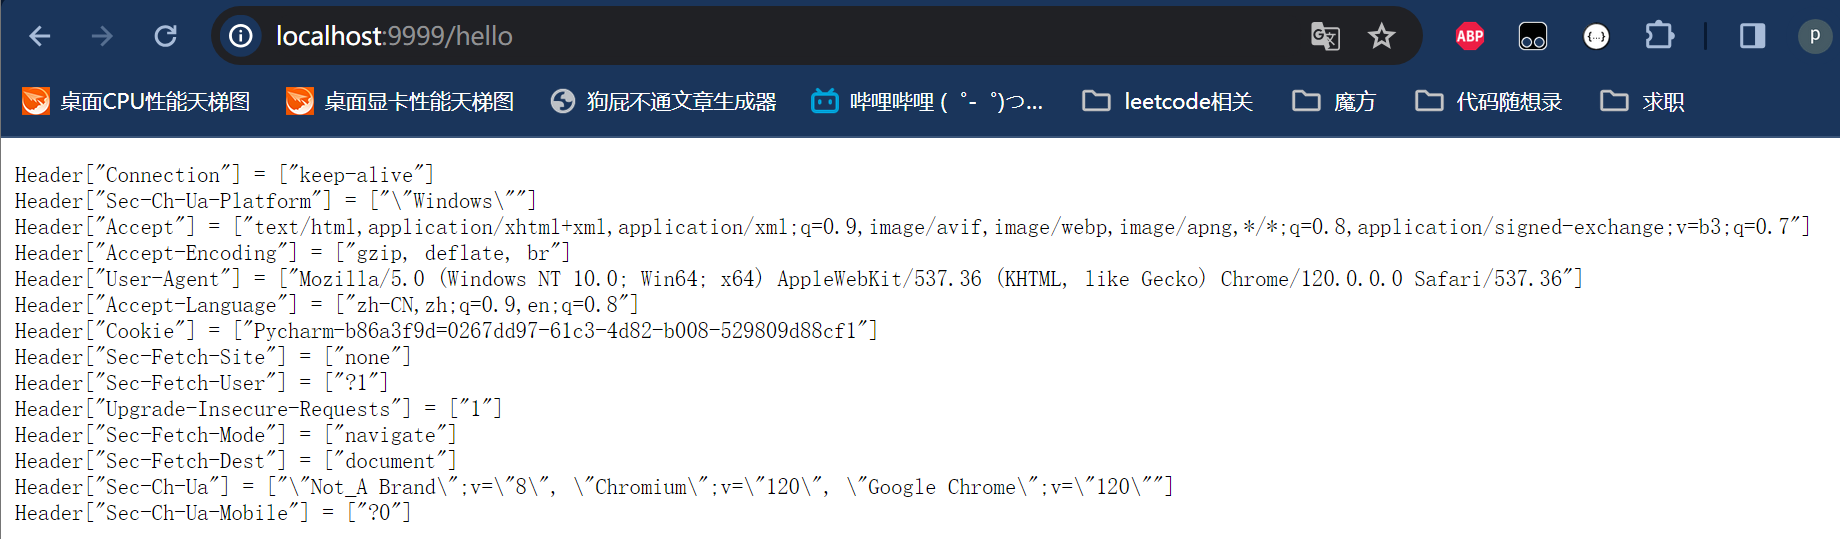 localhost:9999/hello
ABP
{...}
p
桌面CPU性能天梯图 桌面显卡性能天梯图 狗屁不通文章生成器 哔哩哔哩 ( ゜- ゜)つ... leetcode相关 魔方 代码随想录 求职
Header["Connection"] = ["keep-alive"]
Header["Sec-Ch-Ua-Platform"] = ["\"Windows\""]
Header["Accept"] = ["text/html,application/xhtml+xml,application/xml;q=0.9,image/avif,image/webp,image/apng,*/*;q=0.8,application/signed-exchange;v=b3;q=0.7"]
Header["Accept-Encoding"] = ["gzip, deflate, br"]
Header["User-Agent"] = ["Mozilla/5.0 (Windows NT 10.0; Win64; x64) AppleWebKit/537.36 (KHTML, like Gecko) Chrome/120.0.0.0 Safari/537.36"]
Header["Accept-Language"] = ["zh-CN,zh;q=0.9,en;q=0.8"]
Header["Cookie"] = ["Pycharm-b86a3f9d=0267dd97-61c3-4d82-b008-529809d88cf1"]
Header["Sec-Fetch-Site"] = ["none"]
Header["Sec-Fetch-User"] = ["?1"]
Header["Upgrade-Insecure-Requests"] = ["1"]
Header["Sec-Fetch-Mode"] = ["navigate"]
Header["Sec-Fetch-Dest"] = ["document"]
Header["Sec-Ch-Ua"] = ["\"Not_A Brand\";v=\"8\", \"Chromium\";v=\"120\", \"Google Chrome\";v=\"120\""]
Header["Sec-Ch-Ua-Mobile"] = ["?0"]